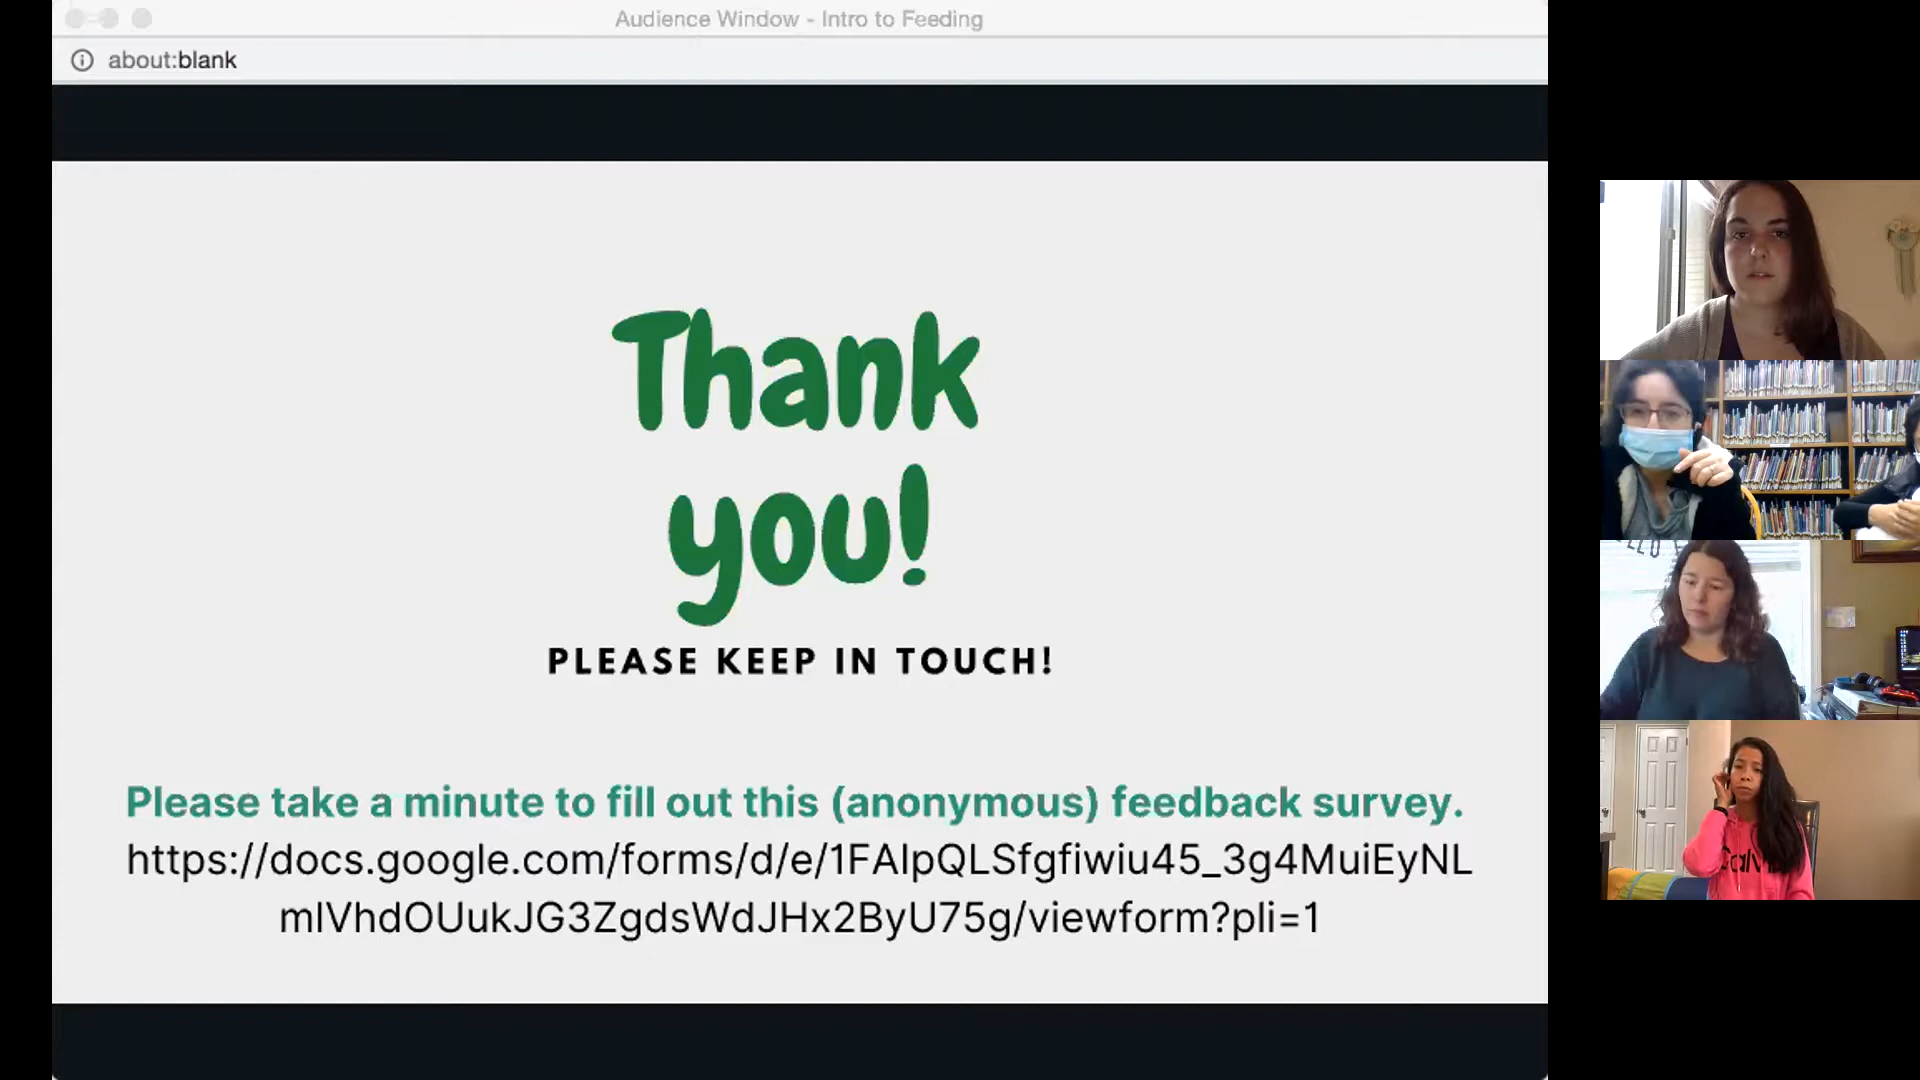 Audience Window - Intro to Feeding
about:blank
Thank
you!
PLEASE KEEP IN TOUCH!
Please take a minute to fill out this (anonymous) feedback survey.
https://docs.google.com/forms/d/e/1FAIpQLSfgfiwiu45_3g4MuiEyNL
mlVhdOUukJG3ZgdsWdJHx2ByU75g/viewform?pli=1